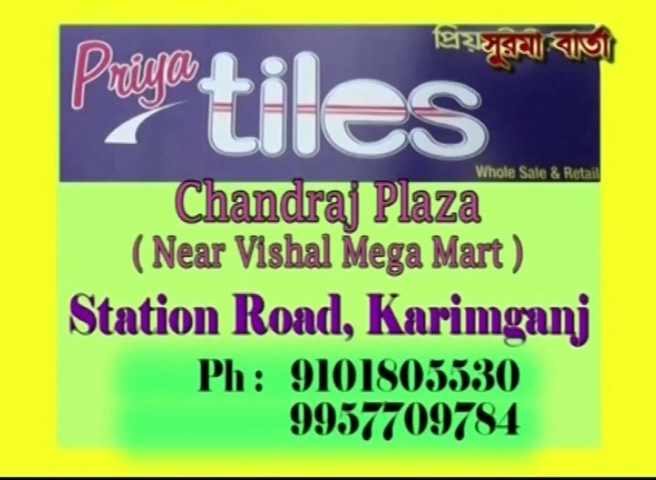 প্রিয়
সুরমা বার্তা
Priya
tiles
Whole Sale & Retail
Chandraj Plaza
( Near Vishal Mega Mart )
Station Road, Karimganj
Ph : 9101805530
9957709784